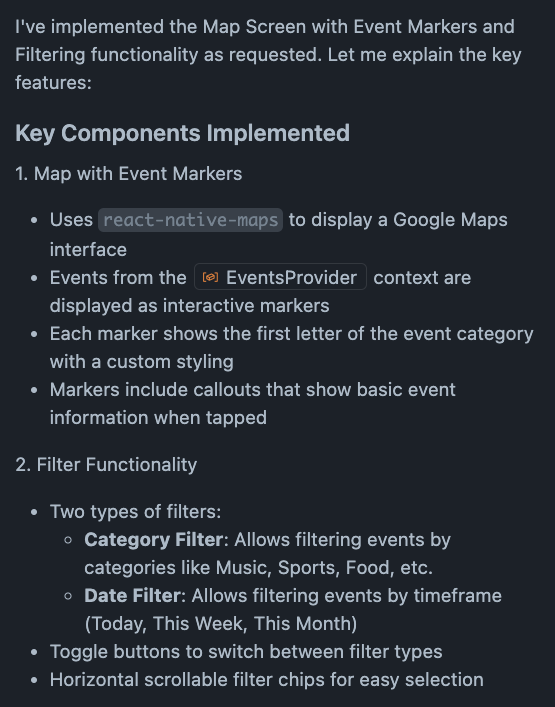 I've implemented the Map Screen with Event Markers and
Filtering functionality as requested. Let me explain the key
features:
Key Components Implemented
1. Map with Event Markers
• Uses react-native-maps to display a Google Maps
interface
• Events from the EventsProvider context are
displayed as interactive markers
• Each marker shows the first letter of the event category
with a custom styling
• Markers include callouts that show basic event
information when tapped
2. Filter Functionality
• Two types of filters:
◦ Category Filter: Allows filtering events by
categories like Music, Sports, Food, etc.
◦ Date Filter: Allows filtering events by timeframe
(Today, This Week, This Month)
• Toggle buttons to switch between filter types
• Horizontal scrollable filter chips for easy selection